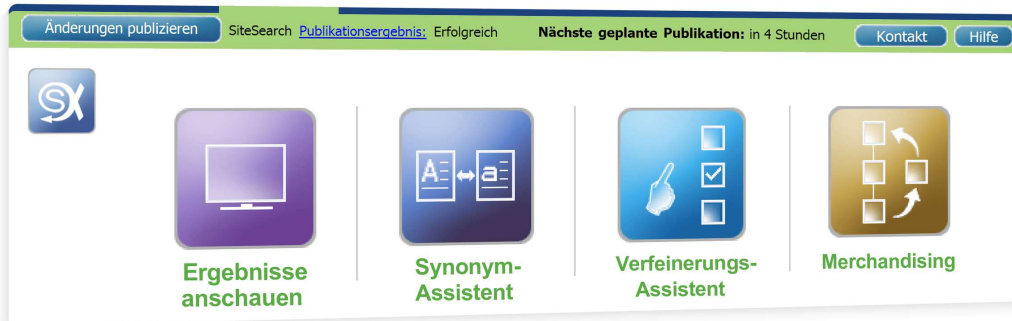 Änderungen publizieren SiteSearch Publikationsergebnis: Erfolgreich Nächste geplante Publikation: in 4 Stunden Kontakt Hilfe
SX
A a
Ergebnisse
anschauen
Synonym-
Assistent
Verfeinerungs-
Assistent
Merchandising